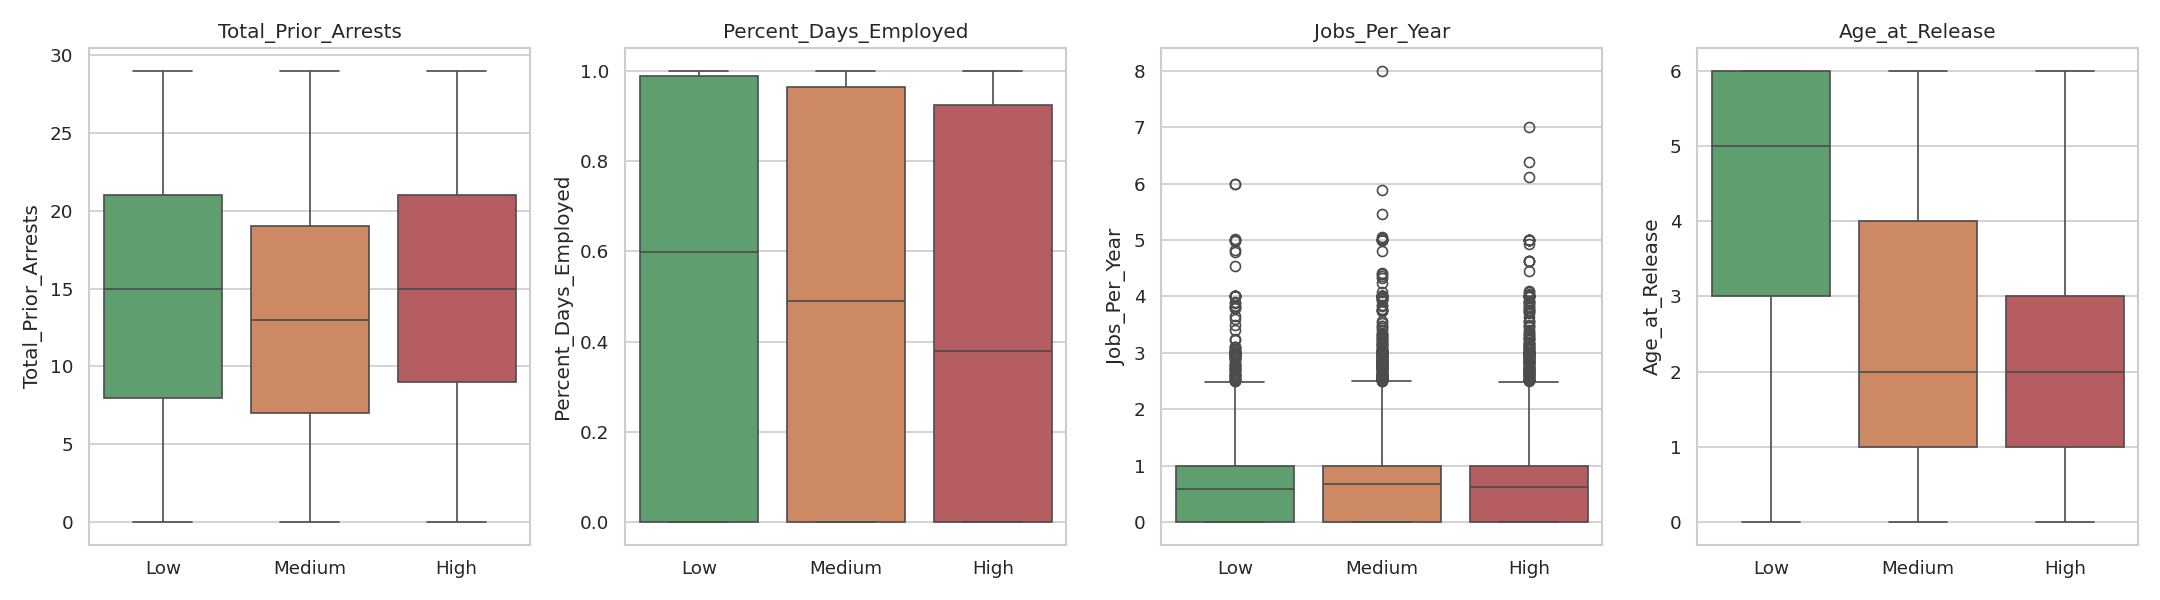 Total_Prior_Arrests
Total_Prior_Arrests
30
25
20
15
10
5
0
Low Medium High
Percent_Days_Employed
Percent_Days_Employed
1.0
0.8
0.6
0.4
0.2
0.0
Low Medium High
Jobs_Per_Year
Jobs_Per_Year
8
7
6
5
4
3
2
1
0
Low Medium High
Age_at_Release
Age_at_Release
6
5
4
3
2
1
0
Low Medium High